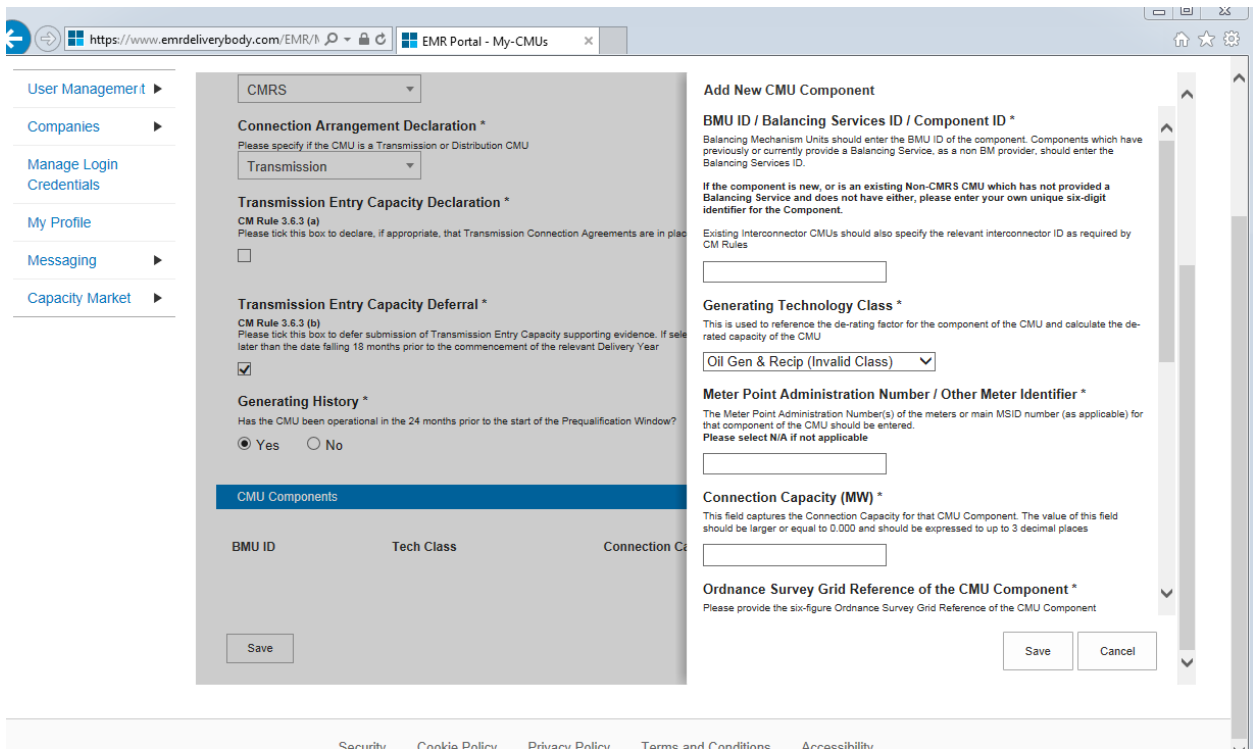 https://www.emrdeliverybody.com/EMR/
EMR Portal - My-CMUs
User Management
Companies
Manage Login
Credentials
My Profile
Messaging
Capacity Market
CMRS
Connection Arrangement Declaration *
Please specify if the CMU is a Transmission or Distribution CMU
Transmission
Transmission Entry Capacity Declaration *
CM Rule 3.6.3 (a)
Please tick this box to declare, if appropriate, that Transmission Connection Agreements are in plac
Transmission Entry Capacity Deferral *
CM Rule 3.6.3 (b)
Please tick this box to defer submission of Transmission Entry Capacity supporting evidence. If sele
later than the date falling 18 months prior to the commencement of the relevant Delivery Year
Generating History *
Has the CMU been operational in the 24 months prior to the start of the Prequalification Window?
Yes No
CMU Components
BMU ID Tech Class Connection Ca
Save
Add New CMU Component
BMU ID / Balancing Services ID / Component ID *
Balancing Mechanism Units should enter the BMU ID of the component. Components which have
previously or currently provide a Balancing Service, as a non BM provider, should enter the
Balancing Services ID.
If the component is new, or is an existing Non-CMRS CMU which has not provided a
Balancing Service and does not have either, please enter your own unique six-digit
identifier for the Component.
Existing Interconnector CMUs should also specify the relevant interconnector ID as required by
CM Rules
Generating Technology Class *
This is used to reference the de-rating factor for the component of the CMU and calculate the de-
rated capacity of the CMU
Oil Gen & Recip (Invalid Class)
Meter Point Administration Number / Other Meter Identifier *
The Meter Point Administration Number(s) of the meters or main MSID number (as applicable) for
that component of the CMU should be entered.
Please select N/A if not applicable
Connection Capacity (MW) *
This field captures the Connection Capacity for that CMU Component. The value of this field
should be larger or equal to 0.000 and should be expressed to up to 3 decimal places
Ordnance Survey Grid Reference of the CMU Component *
Please provide the six-figure Ordnance Survey Grid Reference of the CMU Component
Save Cancel
Security Cookie Policy Privacy Policy Terms and Conditions Accessibility